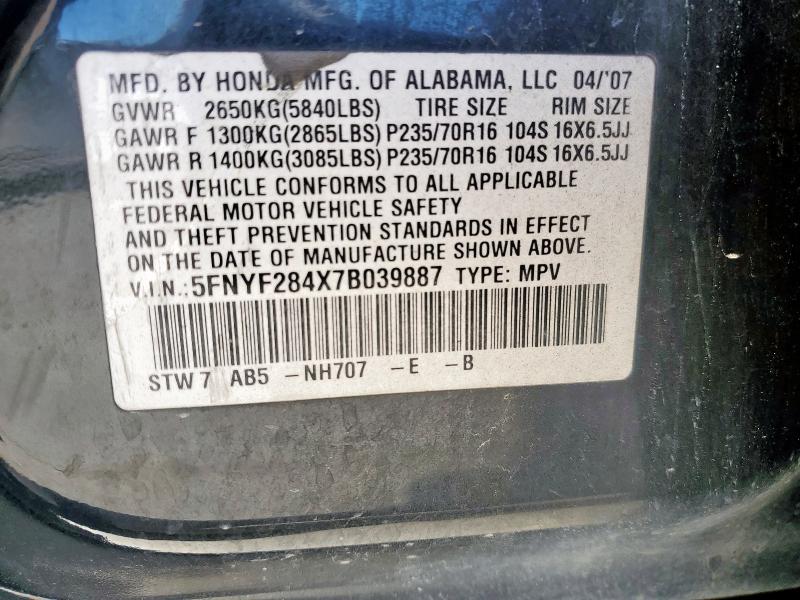 MFD. BY HONDA MFG. OF ALABAMA, LLC 04/'07
GVWR 2650KG(5840LBS) TIRE SIZE RIM SIZE
GAWR F 1300KG(2865LBS) P235/70R16 104S 16X6.5JJ
GAWR R 1400KG(3085LBS) P235/70R16 104S 16X6.5JJ
THIS VEHICLE CONFORMS TO ALL APPLICABLE
FEDERAL MOTOR VEHICLE SAFETY
AND THEFT PREVENTION STANDARDS IN EFFECT
ON THE DATE OF MANUFACTURE SHOWN ABOVE.
V.I.N.:5FNYF284X7B039887 TYPE: MPV
STW 7 AB5 -NH707 -E -B